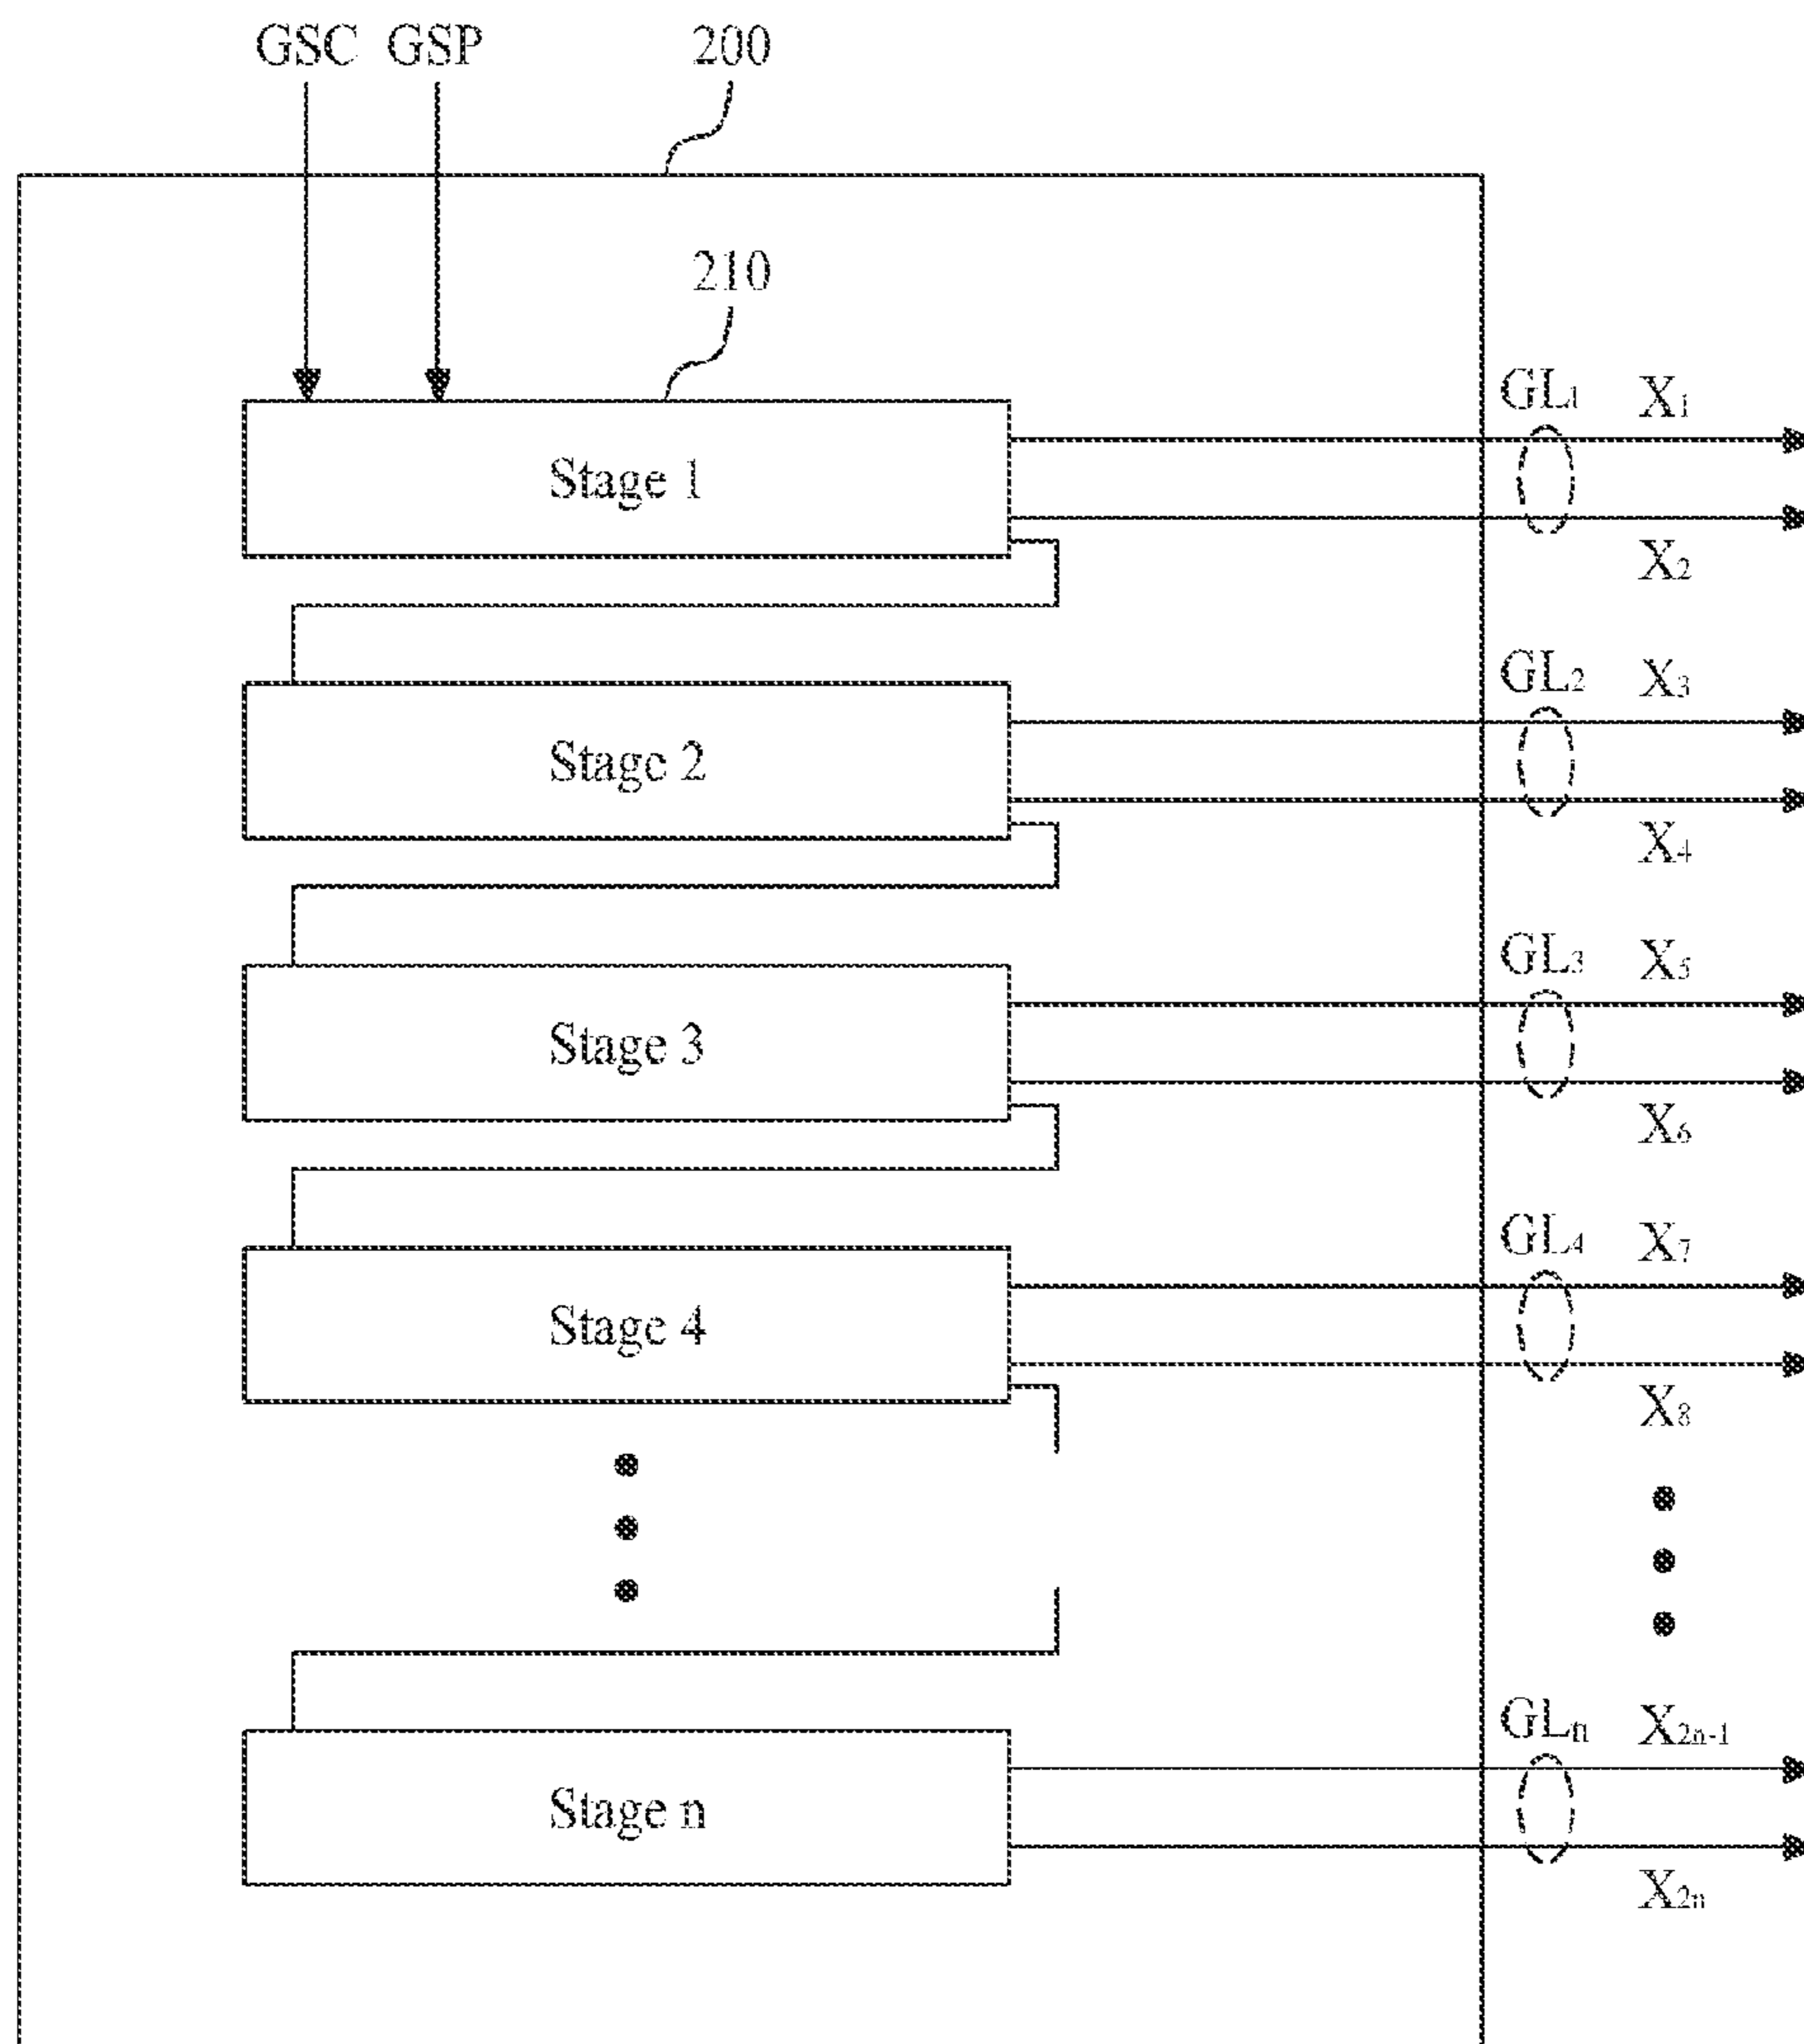 GSC GSP 200
210
GL₁ X₁
Stage 1
X₂
GL₂ X₃
Stage 2
X₄
GL₃ X₅
Stage 3
X₆
GL₄ X₇
Stage 4
X₈
GLₙ X₂ₙ₋₁
Stage n
X₂ₙ